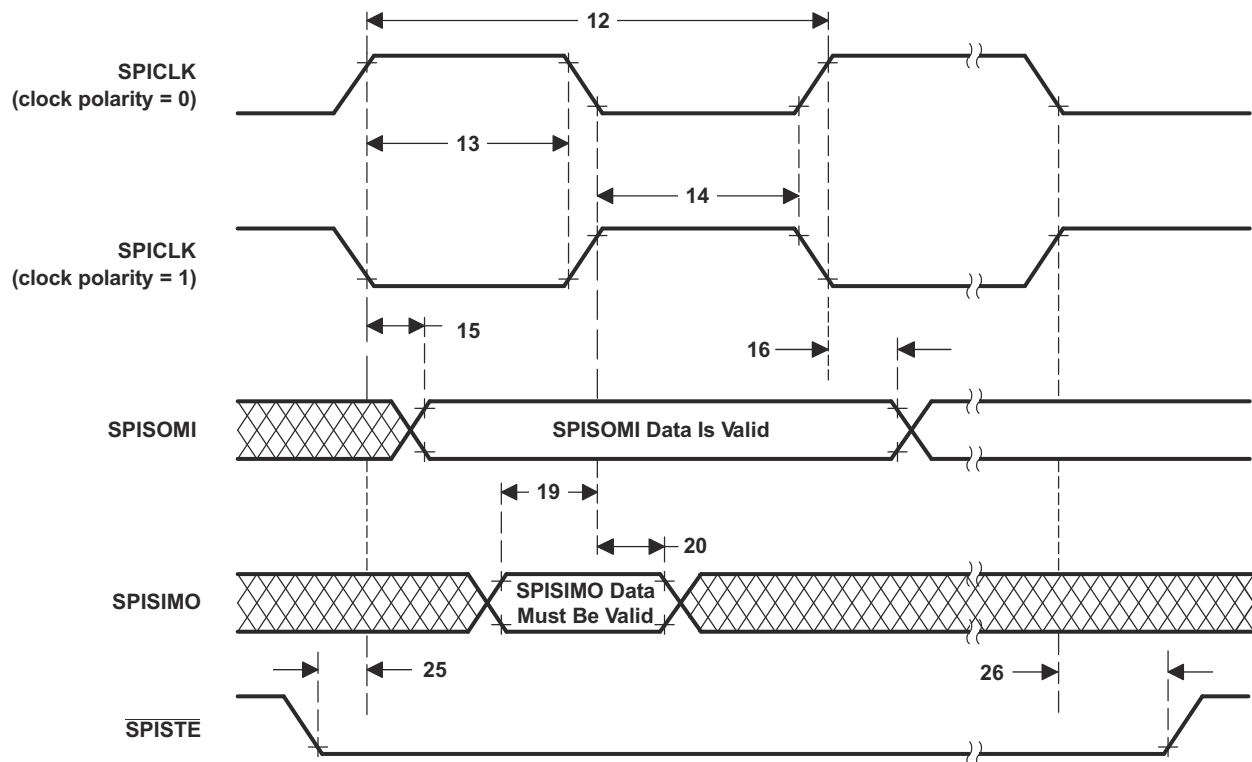 12
SPICLK
(clock polarity = 0)
13
14
SPICLK
(clock polarity = 1)
15
16
SPISOMI
SPISOMI Data Is Valid
19
20
SPISIMO
SPISIMO Data
Must Be Valid
25
26
SPISTE